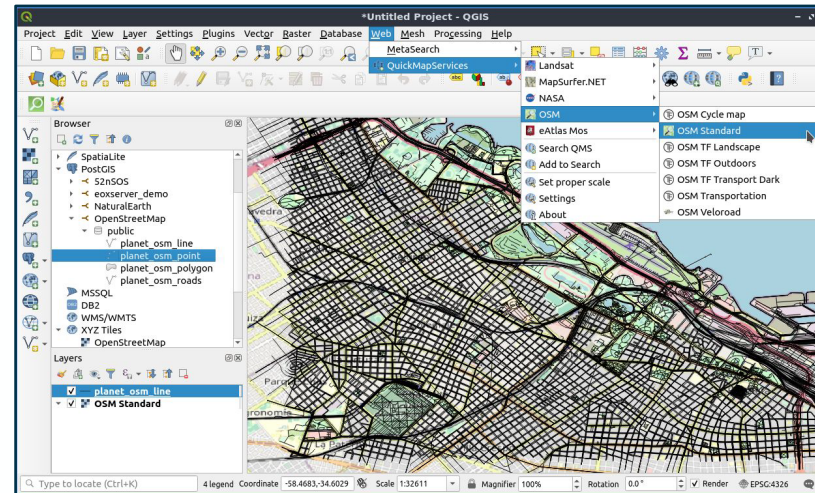 *Untitled Project - QGIS
Project Edit View Layer Settings Plugins Vector Raster Database Web Mesh Processing Help
MetaSearch
QuickMapServices
Landsat
MapSurfer.NET
NASA
OSM
eAtlas Mos
Search QMS
Add to Search
Set proper scale
Settings
About
OSM Cycle map
OSM Standard
OSM TF Landscape
OSM TF Outdoors
OSM TF Transport Dark
OSM Transportation
OSM Veloroad
abc
Browser
SpatiaLite
PostGIS
S2nSOS
eoxserver_demo
NaturalEarth
OpenStreetMap
public
planet_osm_line
planet_osm_point
planet_osm_polygon
planet_osm_roads
MSSQL
DB2
WMS/WMTS
XYZ Tiles
OpenStreetMap
Layers
planet_osm_line
OSM Standard
Type to locate (Ctrl+K) 4 legend Coordinate -58.4683,-34.6029 Scale 1:32611 Magnifier 100% Rotation 0.0° Render EPSG:4326